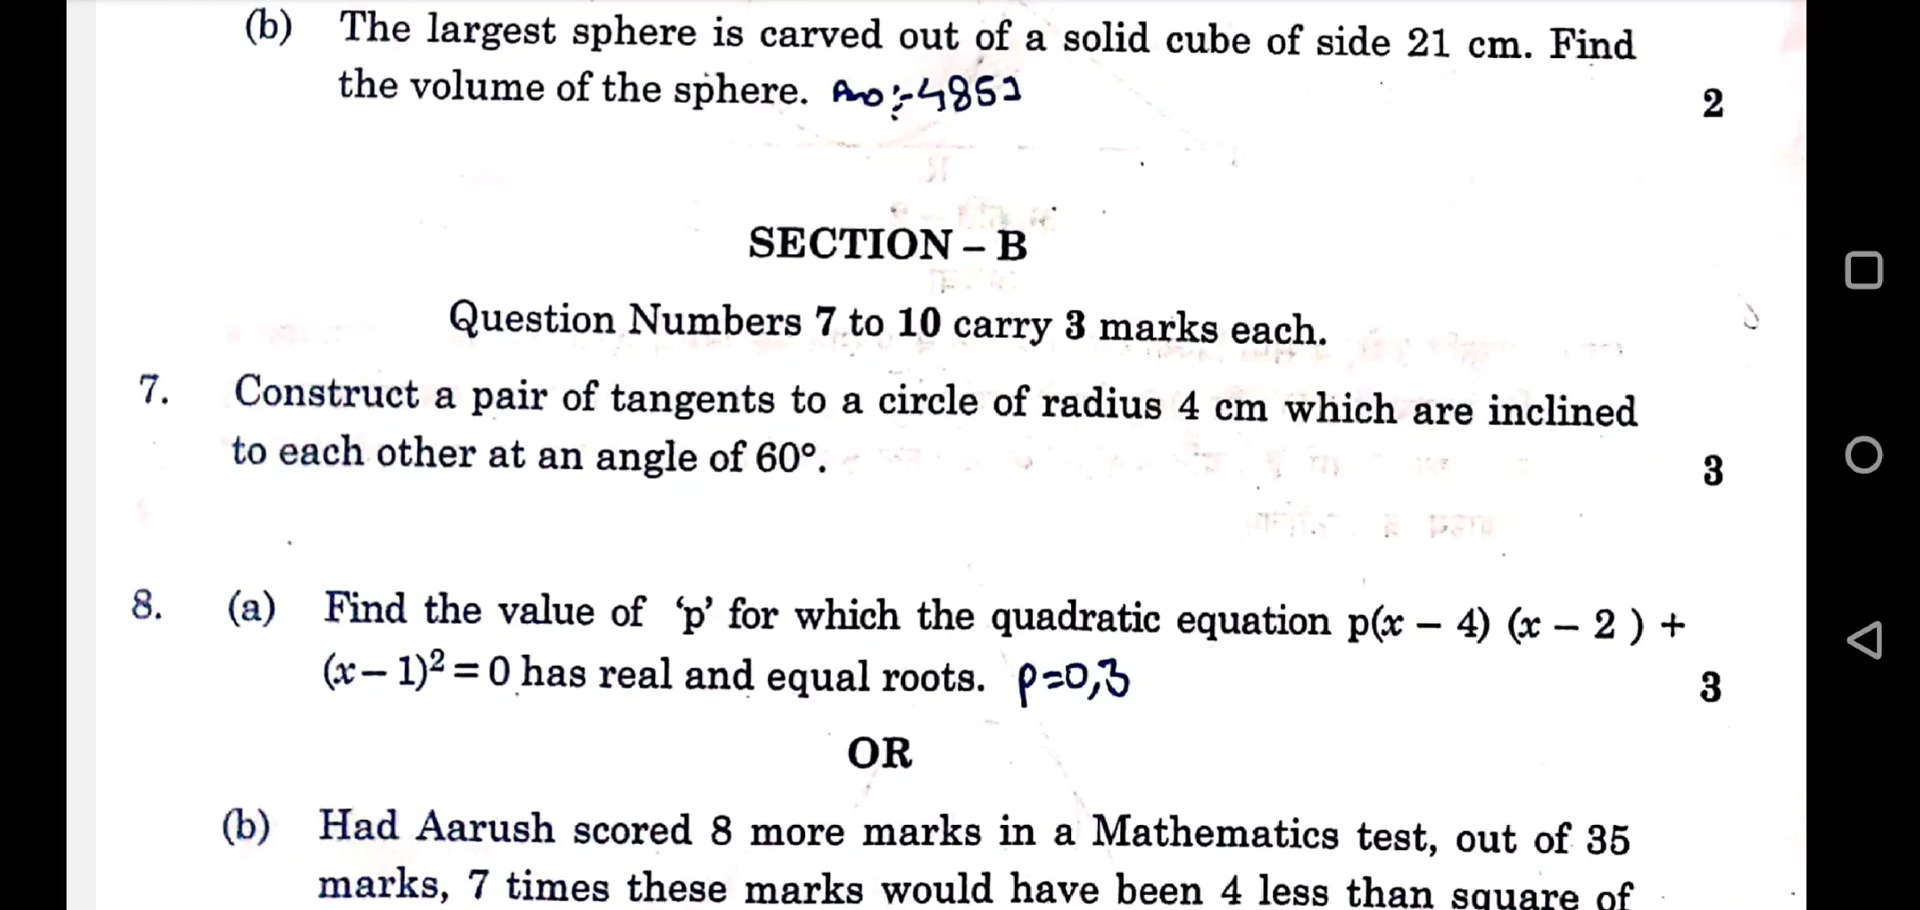 (b) The largest sphere is carved out of a solid cube of side 21 cm. Find
the volume of the sphere. Ans :- 4851
2
SECTION – B
Question Numbers 7 to 10 carry 3 marks each.
7. Construct a pair of tangents to a circle of radius 4 cm which are inclined
to each other at an angle of 60°.
3
8. (a) Find the value of ‘p’ for which the quadratic equation p(x – 4) (x – 2 ) +
(x – 1)² = 0 has real and equal roots. p=0,3
3
OR
(b) Had Aarush scored 8 more marks in a Mathematics test, out of 35
marks, 7 times these marks would have been 4 less than square of